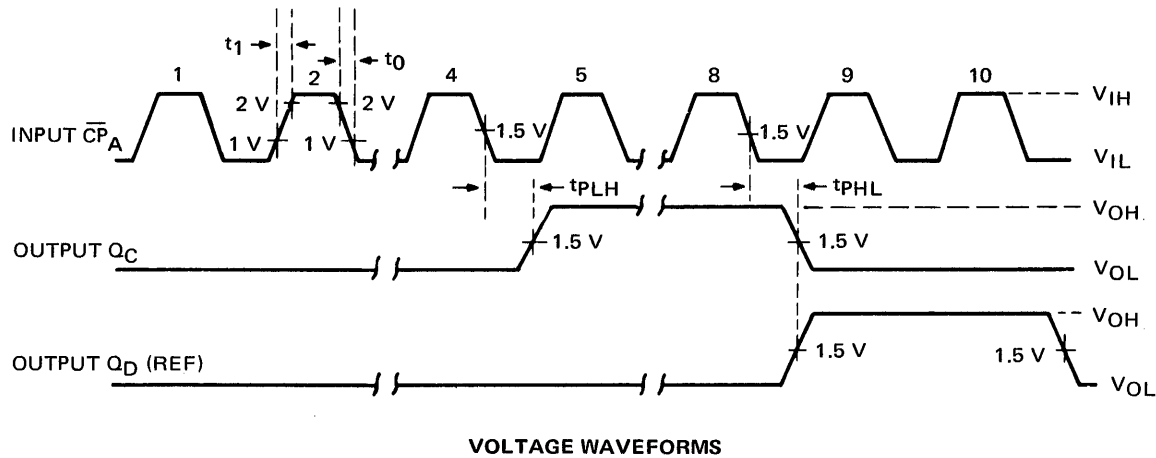 t1 t0
1 2 4 5 8 9 10
2 V 2 V VIH
INPUT CPA 1 V 1 V 1.5 V 1.5 V
VIL
tPLH tPHL
VOH
OUTPUT QC 1.5 V 1.5 V
VOL
VOH
OUTPUT QD (REF) 1.5 V 1.5 V
VOL
VOLTAGE WAVEFORMS